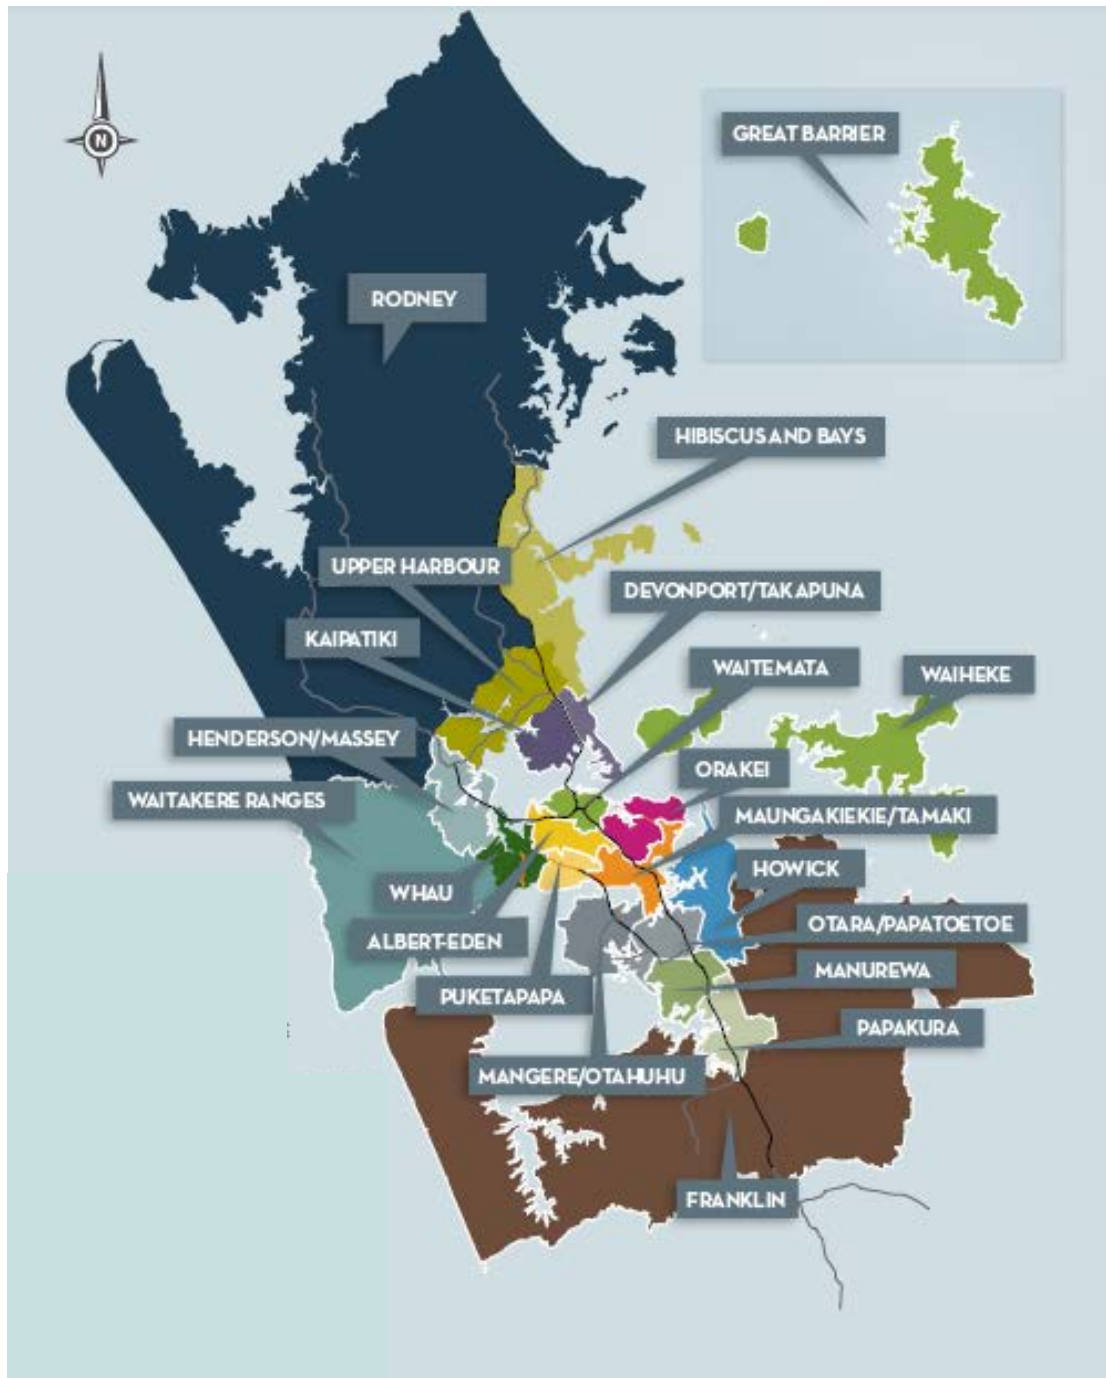 N
GREAT BARRIER
RODNEY
HIBISCUS AND BAYS
UPPER HARBOUR
DEVONPORT/TAKAPUNA
KAIPATIKI
WAITEMATA
WAIHEKE
HENDERSON/MASSEY
ORAKEI
WAITAKERE RANGES
MAUNGAKIEKIE/TAMAKI
HOWICK
WHAU
OTARA/PAPATOETOE
ALBERT-EDEN
MANUREWA
PUKETAPAPA
PAPAKURA
MANGERE/OTAHUHU
FRANKLIN